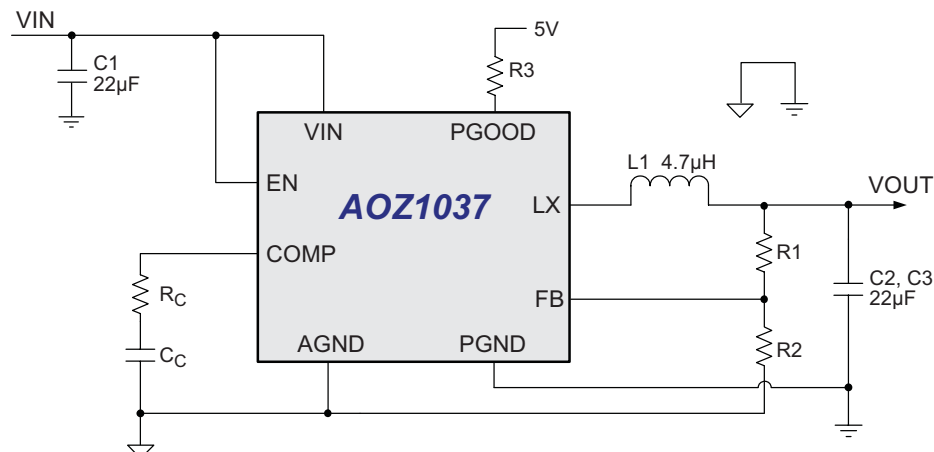 VIN
C1
22µF
5V
R3
VIN
PGOOD
EN
AOZ1037
LX
L1 4.7µH
VOUT
COMP
R1
RC
FB
C2, C3
22µF
CC
AGND
PGND
R2